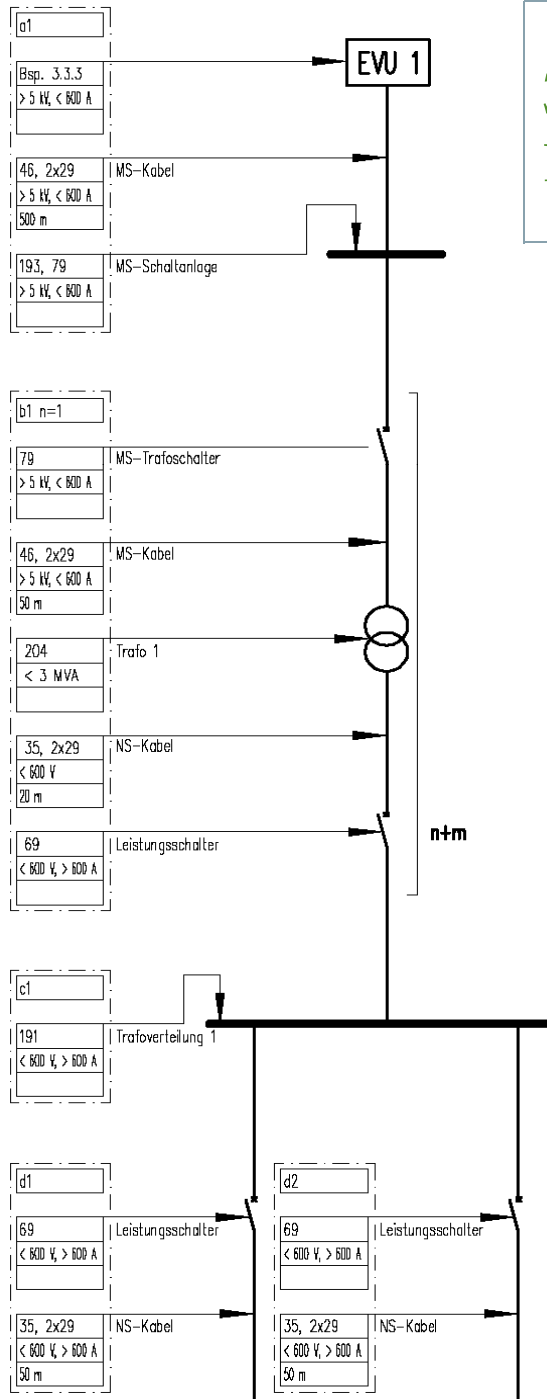 a1
EVU 1
Bsp. 3.3.3
> 5 kV, < 600 A
46, 2x29
MS-Kabel
> 5 kV, < 600 A
500 m
193, 79
MS-Schaltanlage
> 5 kV, < 600 A
b1 n=1
79
MS-Trafoschalter
> 5 kV, < 600 A
46, 2x29
MS-Kabel
> 5 kV, < 600 A
50 m
204
Trafo 1
< 3 MVA
35, 2x29
NS-Kabel
< 600 V
20 m
69
Leistungsschalter
n+m
< 600 V, > 600 A
c1
191
Trafoverteilung 1
< 600 V, > 600 A
d1
d2
69
Leistungsschalter
69
Leistungsschalter
< 600 V, > 600 A
< 600 V, > 600 A
35, 2x29
NS-Kabel
35, 2x29
NS-Kabel
< 600 V, > 600 A
< 600 V, > 600 A
50 m
50 m